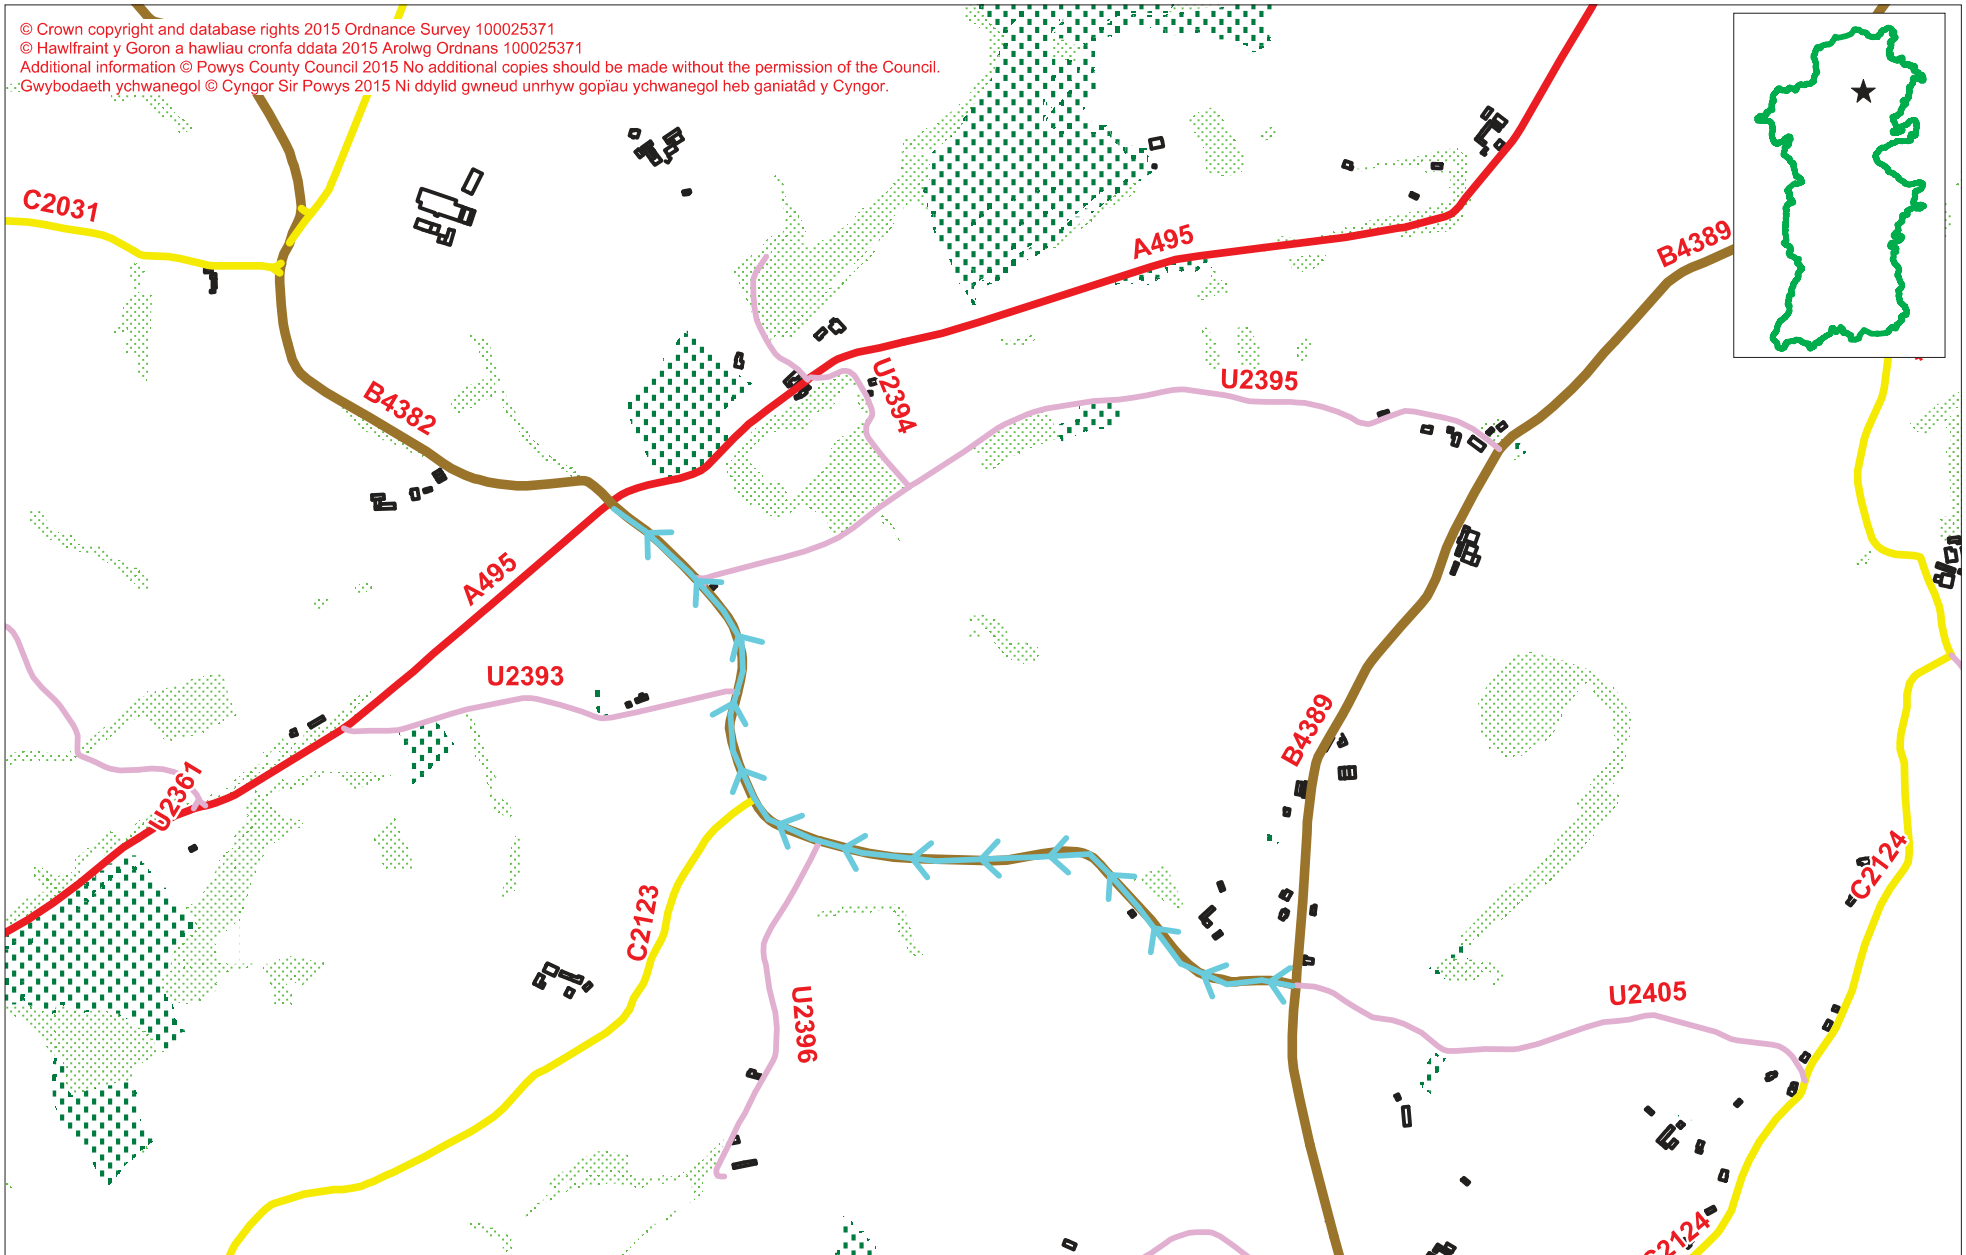 © Crown copyright and database rights 2015 Ordnance Survey 100025371
© Hawlfraint y Goron a hawliau cronfa ddata 2015 Arolwg Ordnans 100025371
Additional information © Powys County Council 2015 No additional copies should be made without the permission of the Council.
Gwybodaeth ychwanegol © Cyngor Sir Powys 2015 Ni ddylid gwneud unrhyw gopïau ychwanegol heb ganiatâd y Cyngor.
C2031
A495
B4389
B4382
U2394
U2395
A495
U2393
B4389
U2361
C2124
C2123
U2396
U2405
C2124